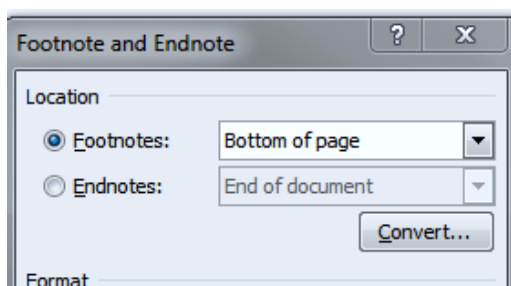 Footnote and Endnote
Location
Footnotes: Bottom of page
Endnotes: End of document
Convert...
Format